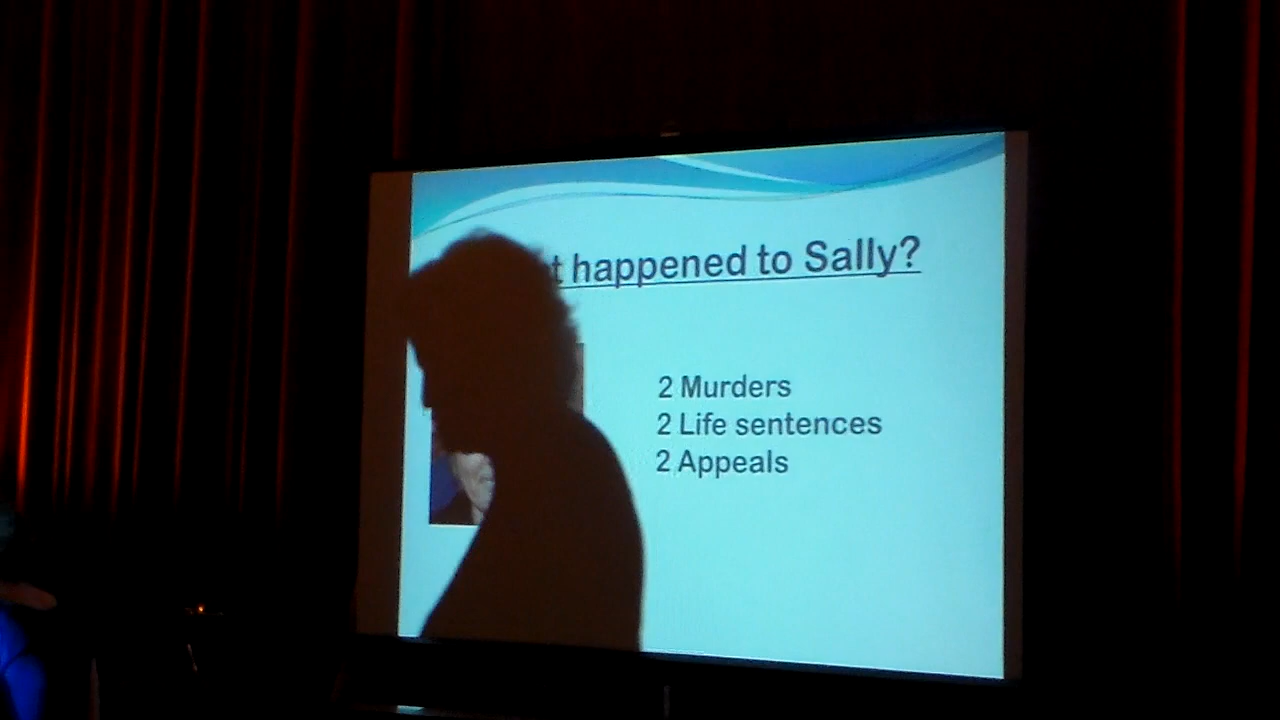 t happened to Sally?
2 Murders
2 Life sentences
2 Appeals